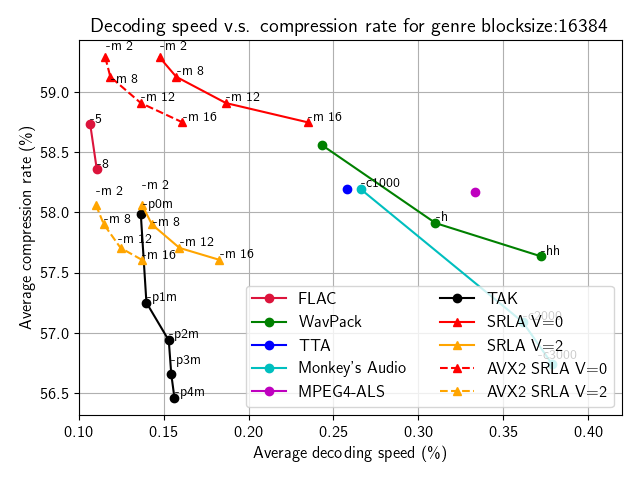 Decoding speed v.s. compression rate for genre blocksize:16384
Average compression rate (%)
59.0
58.5
58.0
57.5
57.0
56.5
-m 2
-m 8
-m 12
-m 16
-m 2
-m 8
-m 12
-m 16
-5
-8
-c1000
-h
-hh
-m 2
-m 8
-m 12
-m 16
-m 2
-p0m
-m 8
-m 12
-m 16
-p1m
-p2m
-p3m
-p4m
-c2000
-c3000
FLAC
WavPack
TTA
Monkey's Audio
MPEG4-ALS
TAK
SRLA V=0
SRLA V=2
AVX2 SRLA V=0
AVX2 SRLA V=2
0.10 0.15 0.20 0.25 0.30 0.35 0.40
Average decoding speed (%)